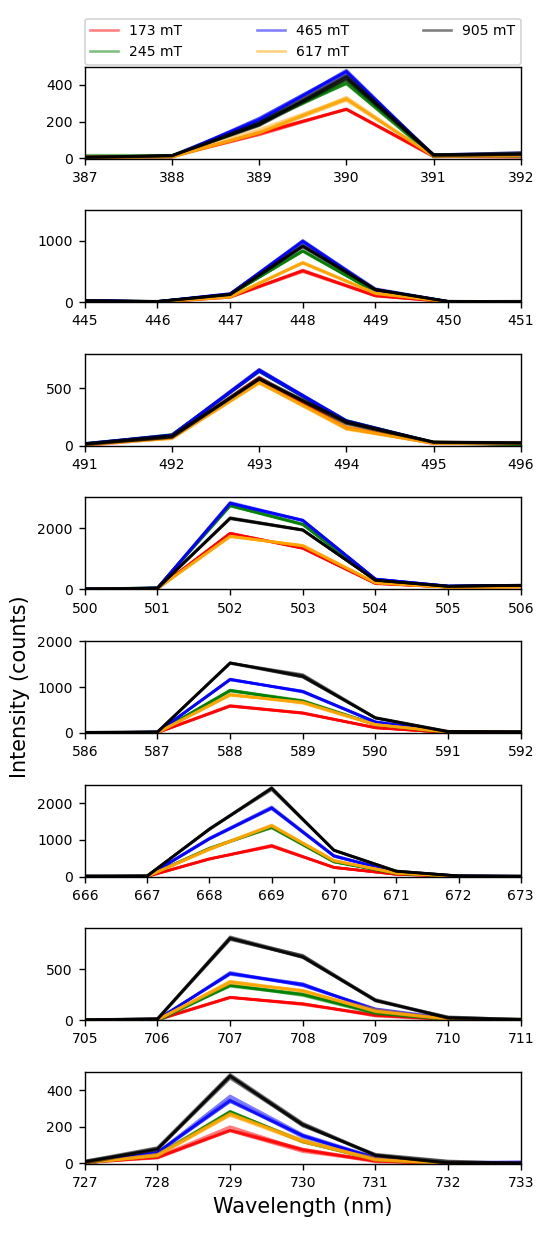 173 mT 465 mT 905 mT
245 mT 617 mT
400
200
0
387 388 389 390 391 392
1000
0
445 446 447 448 449 450 451
500
0
491 492 493 494 495 496
2000
0
500 501 502 503 504 505 506
2000
1000
0
586 587 588 589 590 591 592
2000
1000
0
666 667 668 669 670 671 672 673
500
0
705 706 707 708 709 710 711
400
200
0
727 728 729 730 731 732 733
Intensity (counts)
Wavelength (nm)